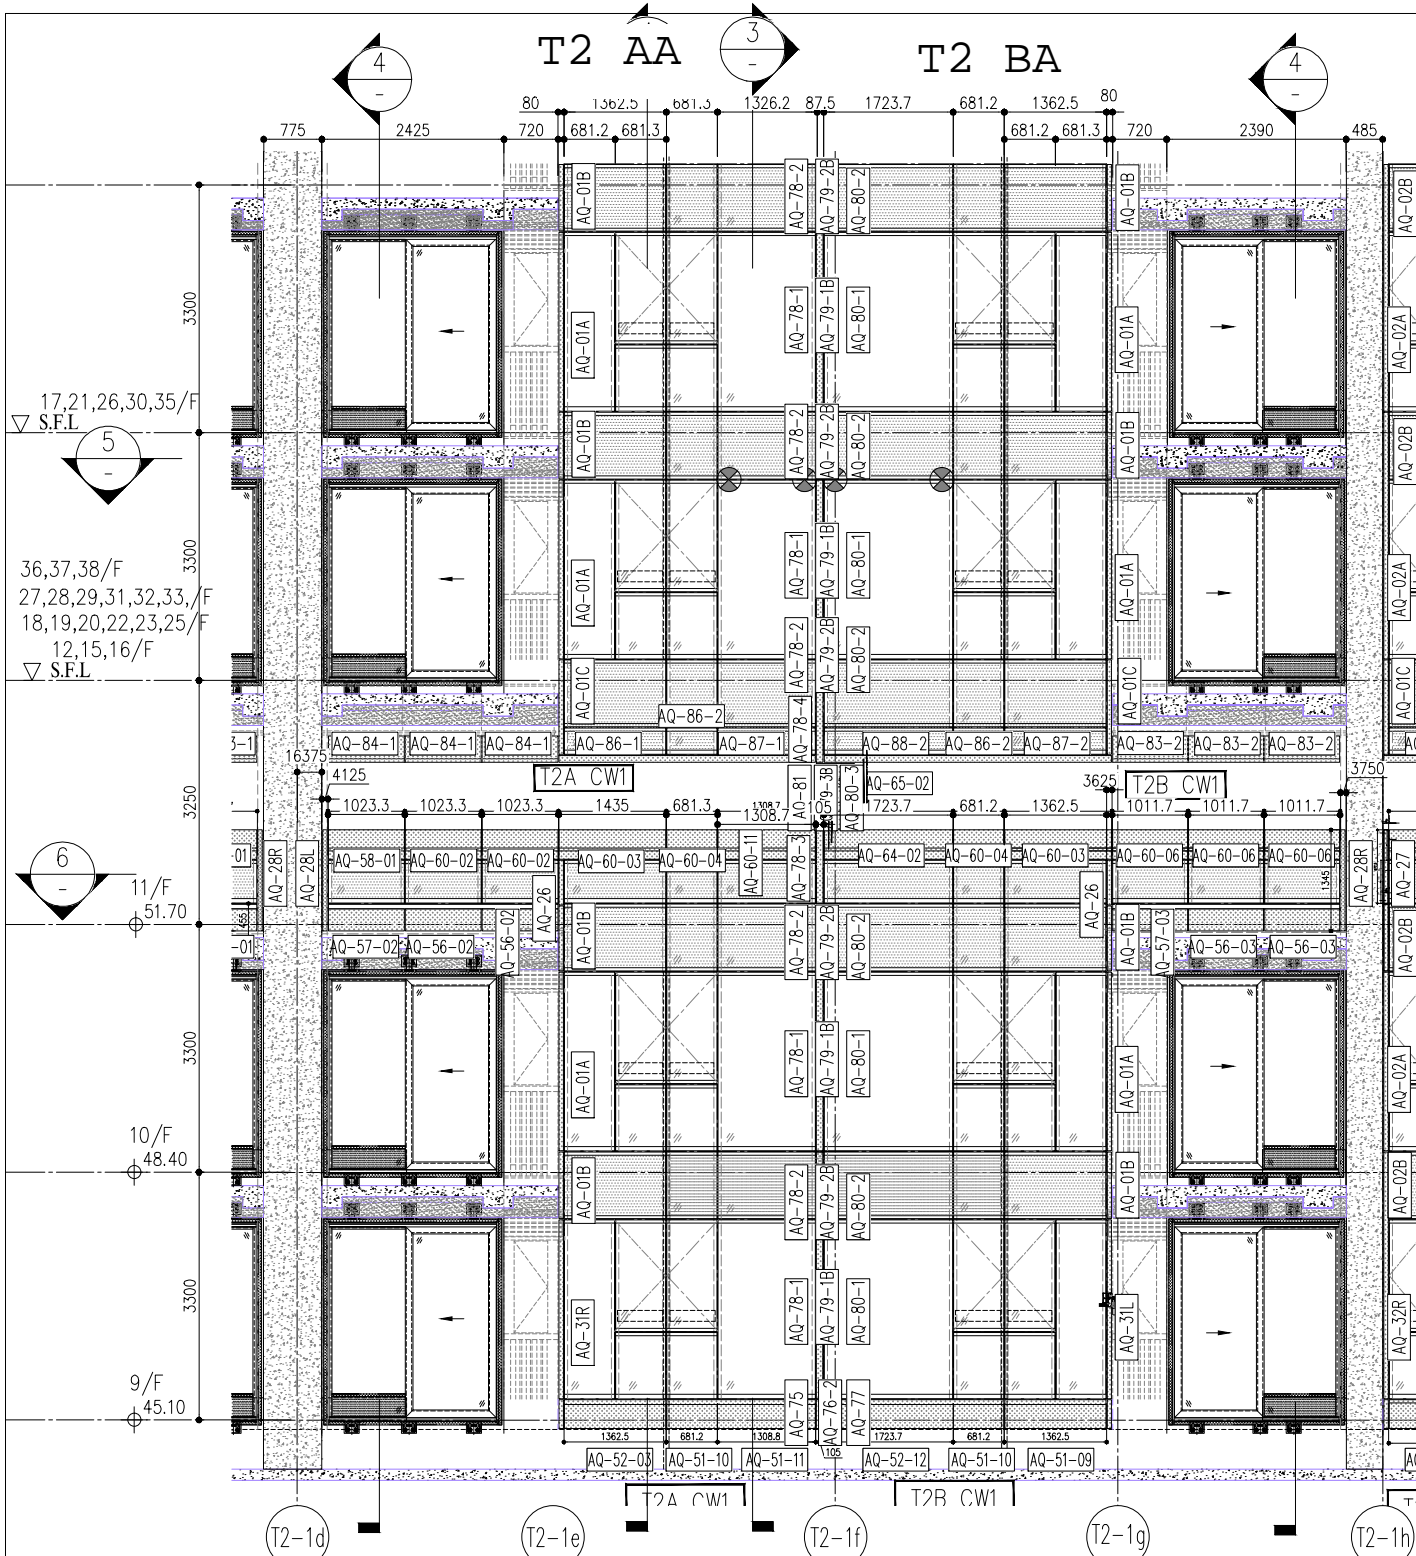 T2 AA
T2 BA
4
-
3
-
4
-
80
1362.5
681.3
1326.2
87.5
1723.7
681.2
1362.5
80
775
2425
720
681.2
681.3
681.2
681.3
720
2390
485
AQ-01B
AQ-78-2
AQ-79-2B
AQ-80-2
AQ-01B
AQ-02B
3300
AQ-01A
AQ-78-1
AQ-79-1B
AQ-80-1
AQ-01A
AQ-02A
17,21,26,30,35/F
S.F.L
5
-
AQ-01B
AQ-78-2
AQ-79-2B
AQ-80-2
AQ-01B
AQ-02B
3300
AQ-01A
AQ-78-1
AQ-79-1B
AQ-80-1
AQ-01A
AQ-02A
36,37,38/F
27,28,29,31,32,33,/F
18,19,20,22,23,25/F
12,15,16/F
S.F.L
AQ-01C
AQ-78-2
AQ-79-2B
AQ-80-2
AQ-01C
AQ-01C
AQ-86-2
AQ-78-4
3-1
AQ-84-1
AQ-84-1
AQ-84-1
AQ-86-1
AQ-87-1
AQ-88-2
AQ-86-2
AQ-87-2
AQ-83-2
AQ-83-2
AQ-83-2
16375
4125
T2A CW1
AQ-81
AQ-80-3
AQ-65-02
3625
T2B CW1
3750
3250
1023.3
1023.3
1023.3
1435
681.3
1308.7
1308.7
105
1723.7
681.2
1362.5
1011.7
1011.7
1011.7
-01
AQ-28R
AQ-28L
AQ-58-01
AQ-60-02
AQ-60-02
AQ-60-03
AQ-60-04
AQ-60-11
AQ-78-3
AQ-64-02
AQ-60-04
AQ-60-03
AQ-60-06
AQ-60-06
AQ-60-06
1345
AQ-28R
AQ-27
6
-
11/F
51.70
455
-01
AQ-57-02
AQ-56-02
AQ-56-02
AQ-26
AQ-01B
AQ-78-2
AQ-79-2B
AQ-80-2
AQ-26
AQ-01B
AQ-57-03
AQ-56-03
AQ-56-03
AQ-02B
3300
AQ-01A
AQ-78-1
AQ-79-1B
AQ-80-1
AQ-01A
AQ-02A
10/F
48.40
AQ-01B
AQ-78-2
AQ-79-2B
AQ-80-2
AQ-01B
AQ-02B
3300
AQ-31R
AQ-78-1
AQ-79-1B
AQ-80-1
AQ-31L
AQ-32R
9/F
45.10
AQ-75
AQ-76-2
AQ-77
1362.5
681.2
1308.8
105
1723.7
681.2
1362.5
AQ-52-03
AQ-51-10
AQ-51-11
AQ-52-12
AQ-51-10
AQ-51-09
T2A CW1
T2B CW1
T2-1d
T2-1e
T2-1f
T2-1g
T2-1h